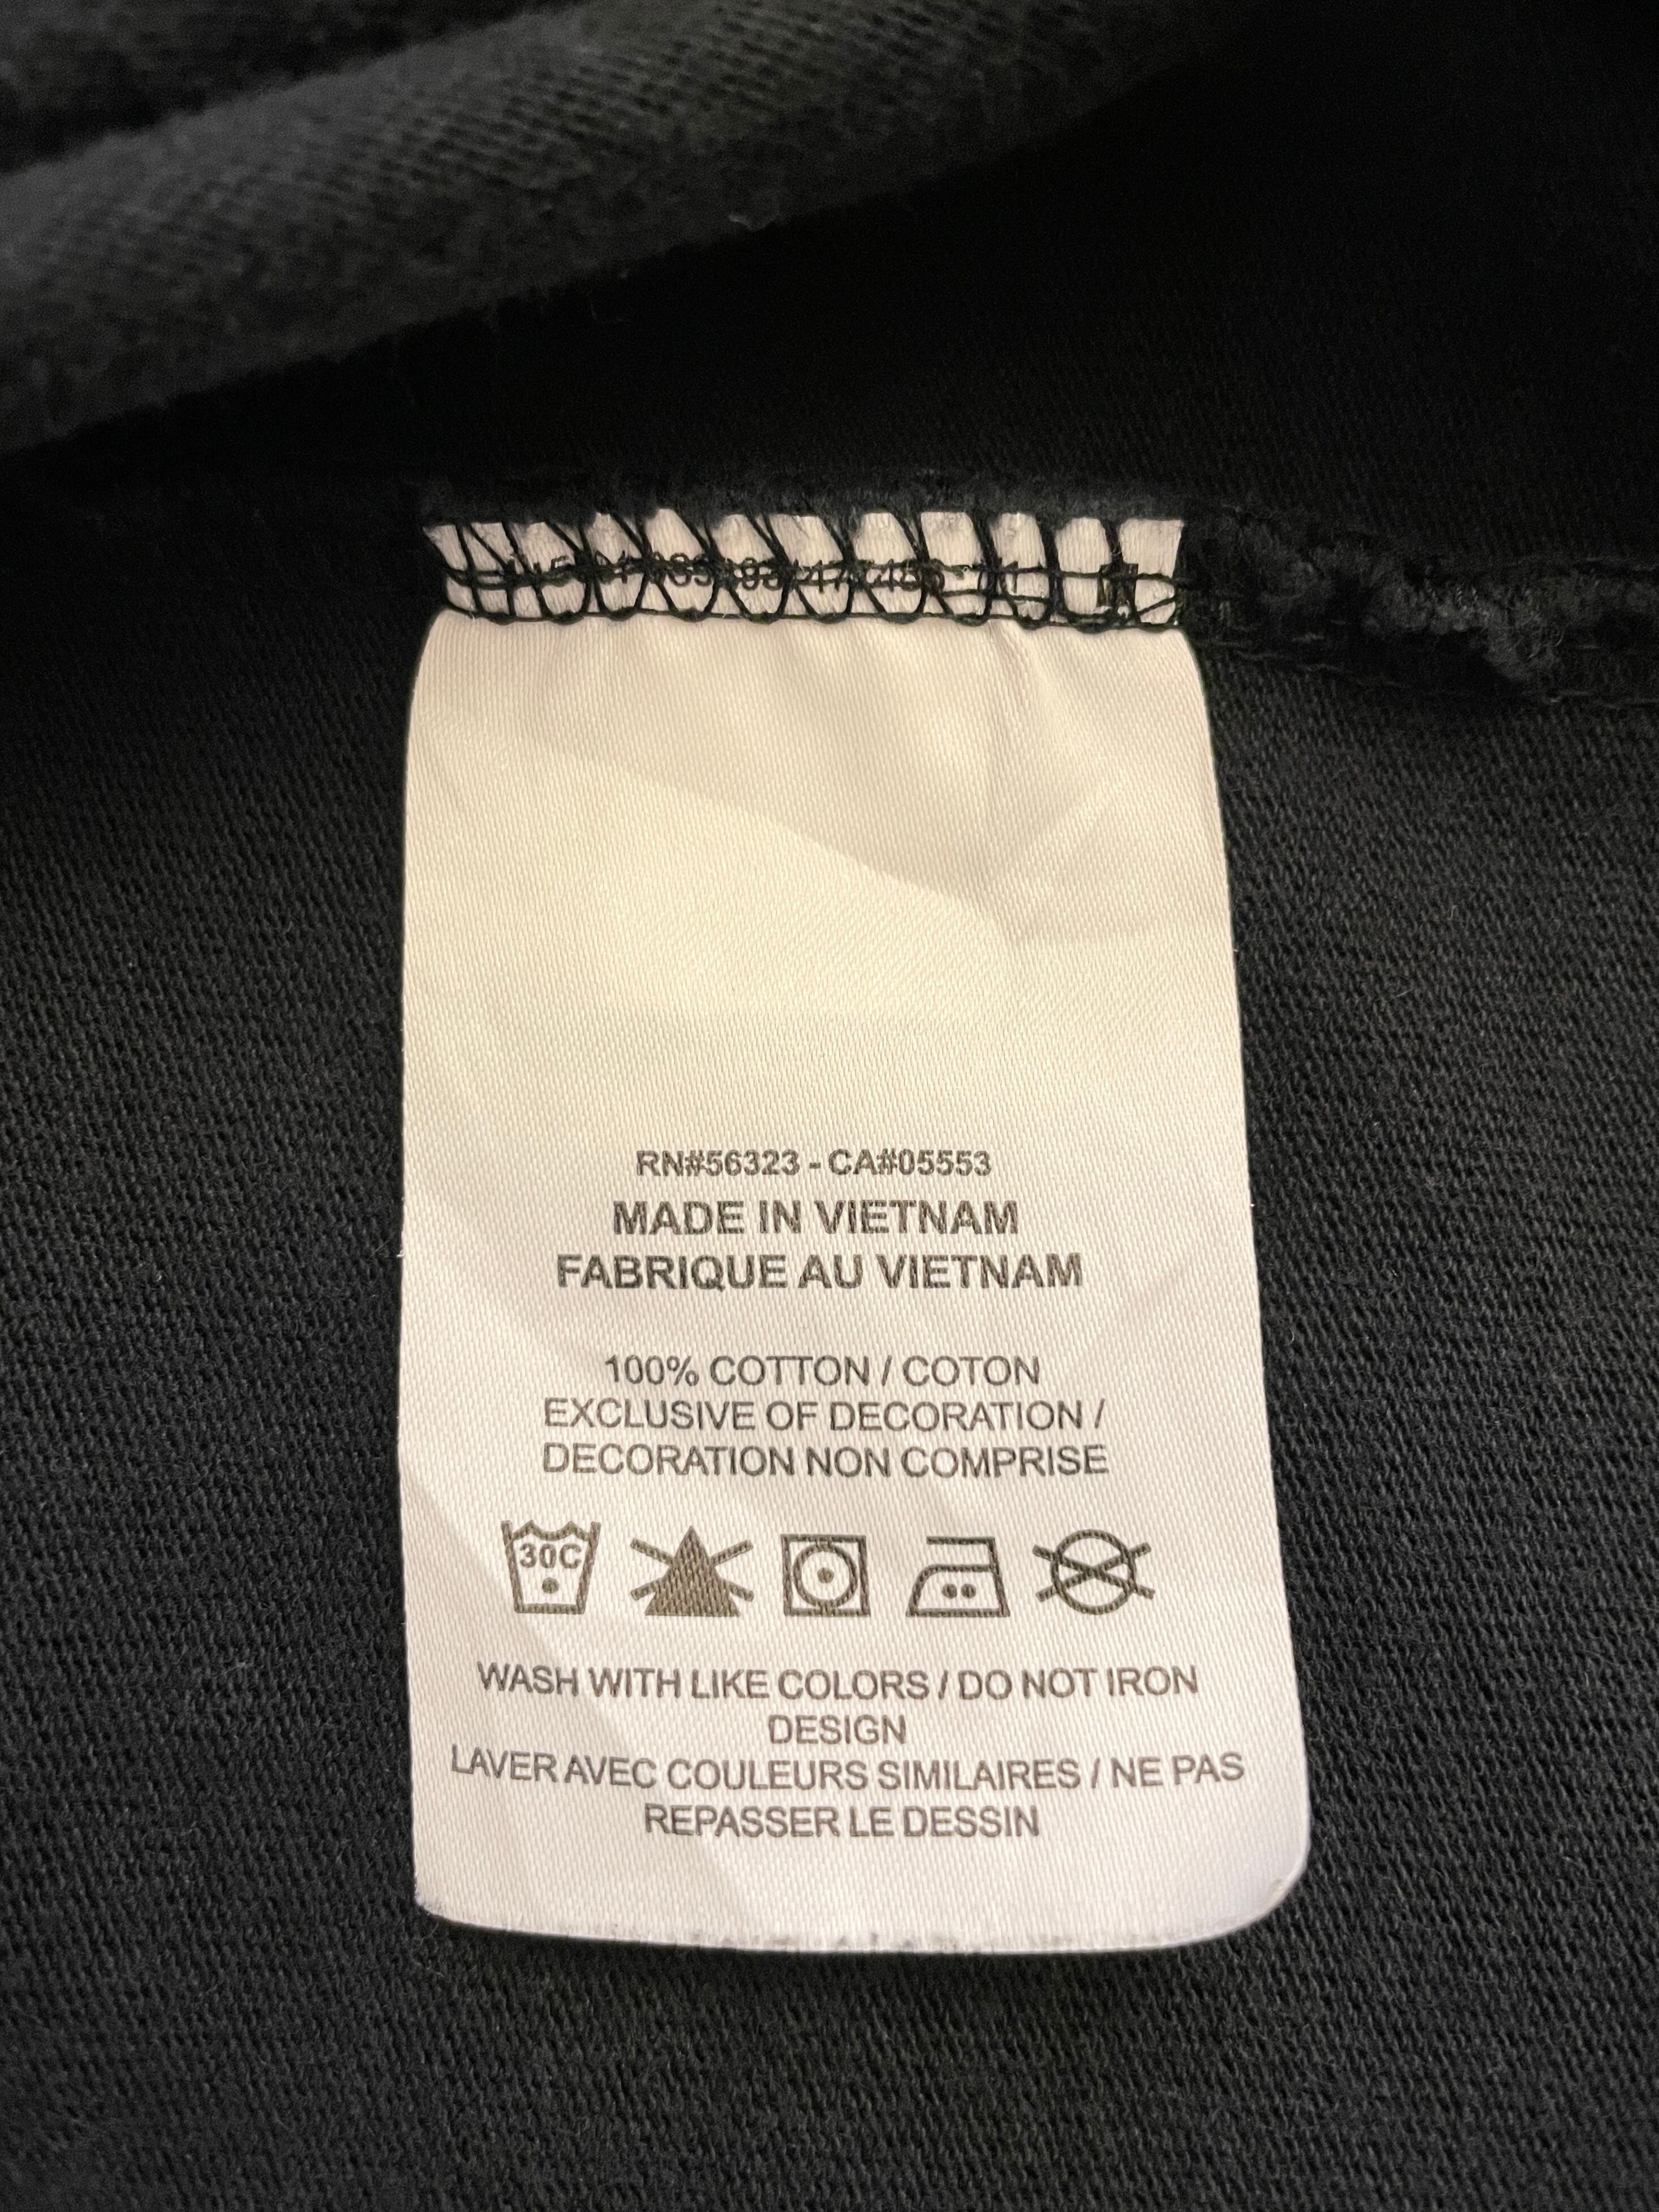 RN#56323 - CA#05553
MADE IN VIETNAM
FABRIQUE AU VIETNAM
100% COTTON / COTON
EXCLUSIVE OF DECORATION /
DECORATION NON COMPRISE
30C
WASH WITH LIKE COLORS / DO NOT IRON
DESIGN
LAVER AVEC COULEURS SIMILAIRES / NE PAS
REPASSER LE DESSIN